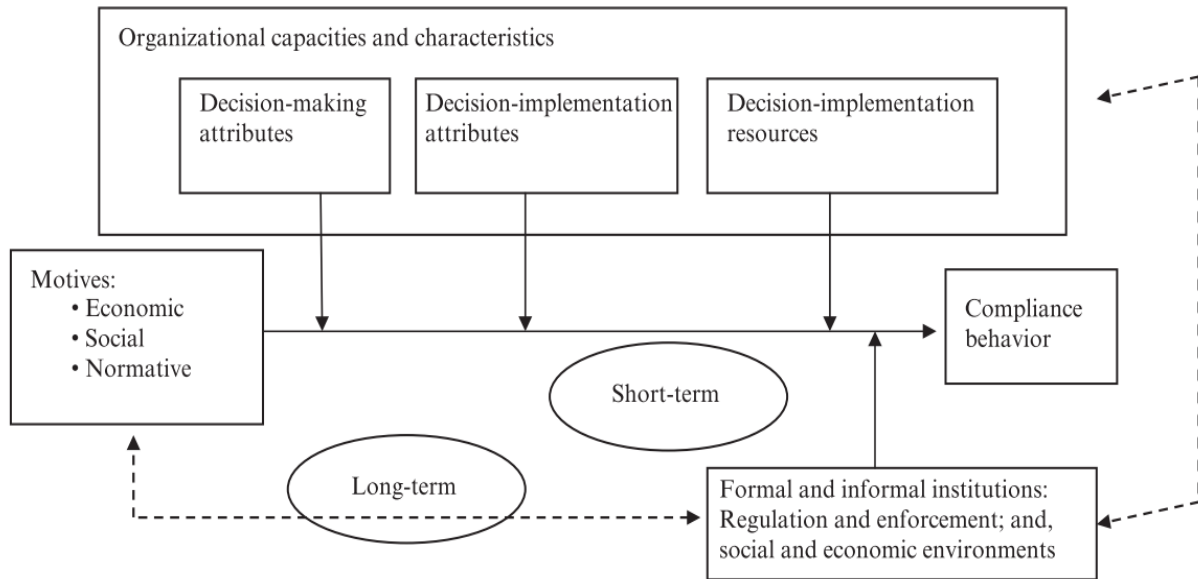 Organizational capacities and characteristics
Decision-making
attributes
Decision-implementation
attributes
Decision-implementation
resources
Motives:
• Economic
• Social
• Normative
Compliance
behavior
Short-term
Long-term
Formal and informal institutions:
Regulation and enforcement; and,
social and economic environments